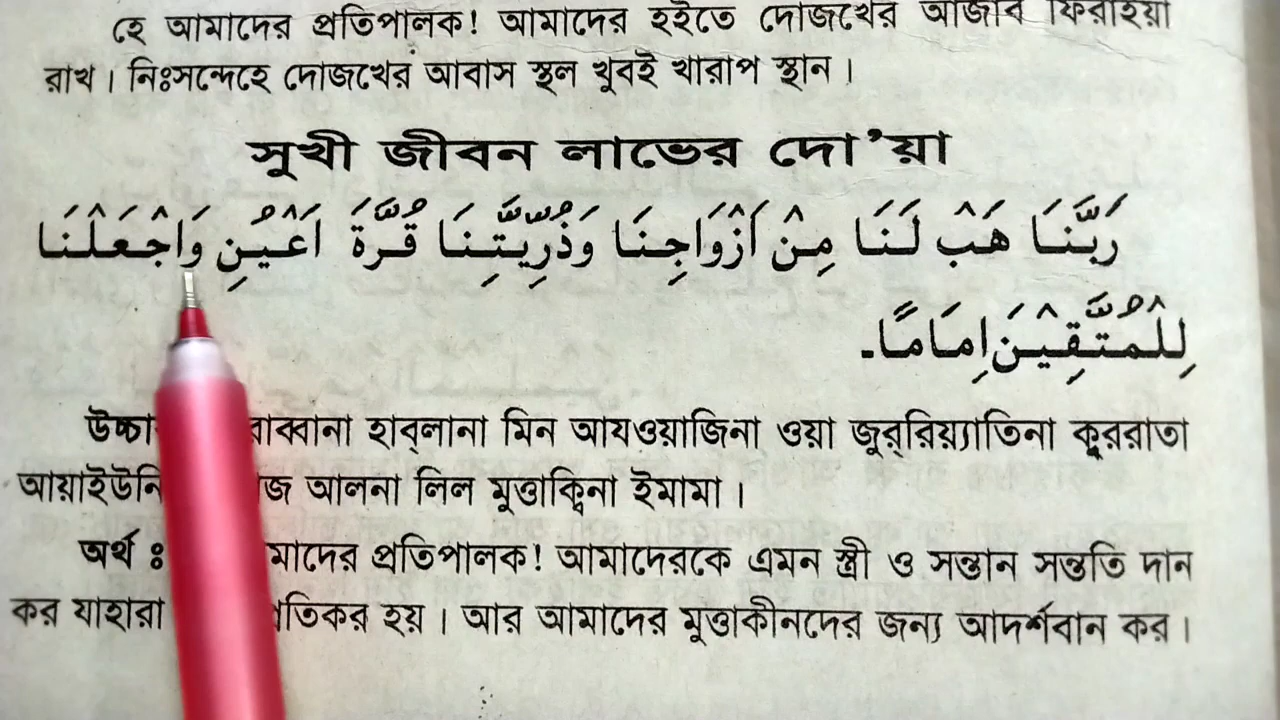 হে আমাদের প্রতিপালক! আমাদের হইতে দোজখের আজাব ফিরাইয়া
রাখ। নিঃসন্দেহে দোজখের আবাস স্থল খুবই খারাপ স্থান।
সুখী জীবন লাভের দো'য়া
رَبَّنَا هَبْ لَنَا مِنْ اَزْوَاجِنَا وَذُرِّيّٰتِنَا قُرَّةَ اَعْيُنٍ وَاجْعَلْنَا
لِلْمُتَّقِيْنَ اِمَامًا۔
রাব্বানা হাব্‌লানা মিন আযওয়াজিনা ওয়া জুর্‌রিয়্যাতিনা কুররাতা
আয়াইউনি আলনা লিল মুত্তাক্বিনা ইমামা।
অর্থ ঃ প্রতিপালক! আমাদেরকে এমন স্ত্রী ও সন্তান সন্ততি দান
কর যাহারা হয়। আর আমাদের মুত্তাকীনদের জন্য আদর্শবান কর।